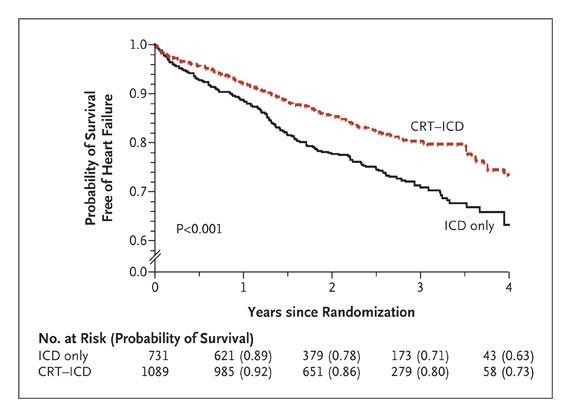 1.0
0.9
CRT–ICD
0.8
0.7
ICD only
P<0.001
0.6
0.0
0 1 2 3 4
Probability of Survival
Free of Heart Failure
Years since Randomization
No. at Risk (Probability of Survival)
ICD only 731 621 (0.89) 379 (0.78) 173 (0.71) 43 (0.63)
CRT–ICD 1089 985 (0.92) 651 (0.86) 279 (0.80) 58 (0.73)